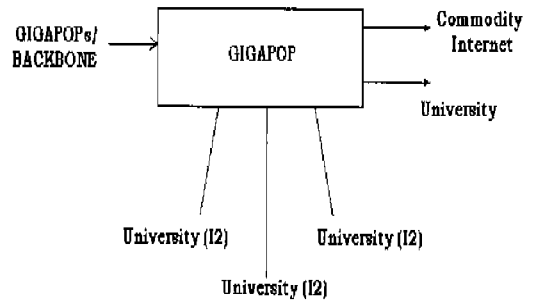 GIGAPOPs/
BACKBONE
GIGAPOP
Commodity
Internet
University
University (I2)
University (I2)
University (I2)